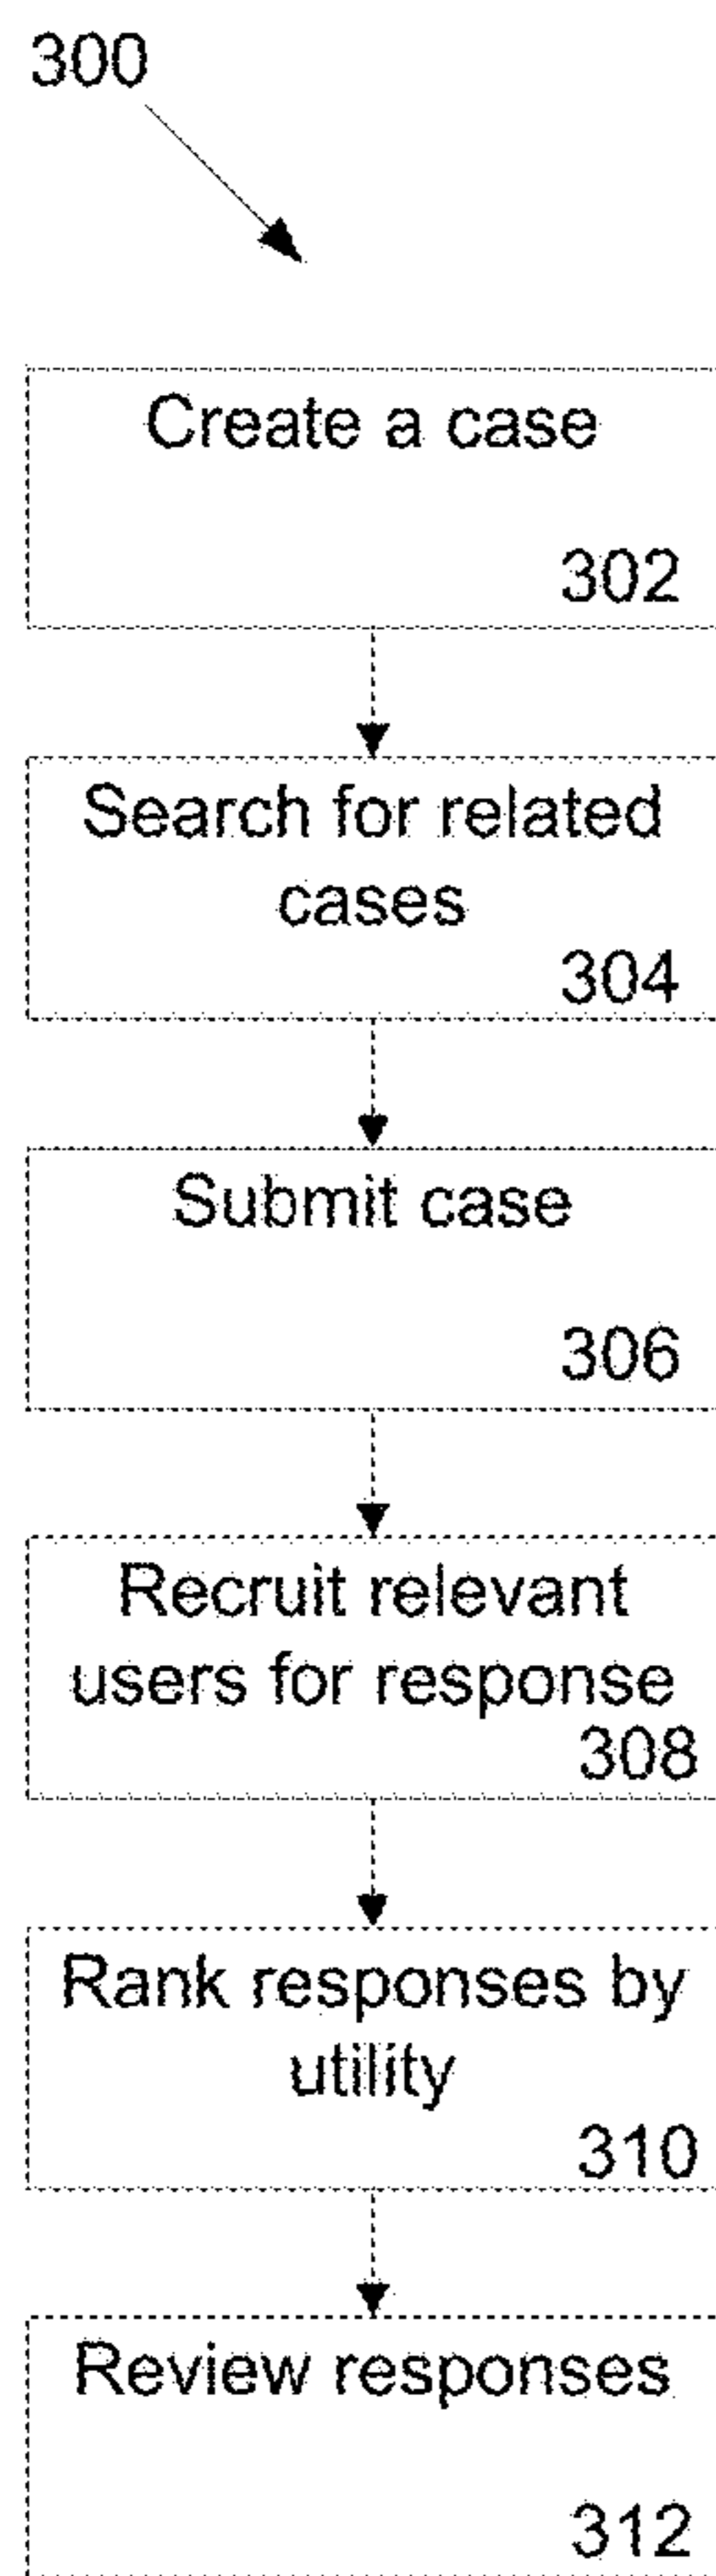 300
Create a case
302
Search for related
cases
304
Submit case
306
Recruit relevant
users for response
308
Rank responses by
utility
310
Review responses
312